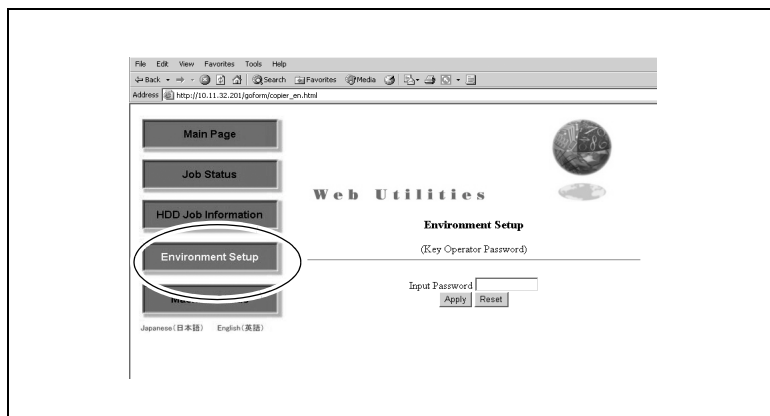 File Edit View Favorites Tools Help
Back Search Favorites Media
Address http://10.11.32.201/goform/copier_en.html
Main Page
Job Status
HDD Job Information
Environment Setup
Japanese(日本語) English(英語)
Web Utilities
Environment Setup
(Key Operator Password)
Input Password
Apply Reset